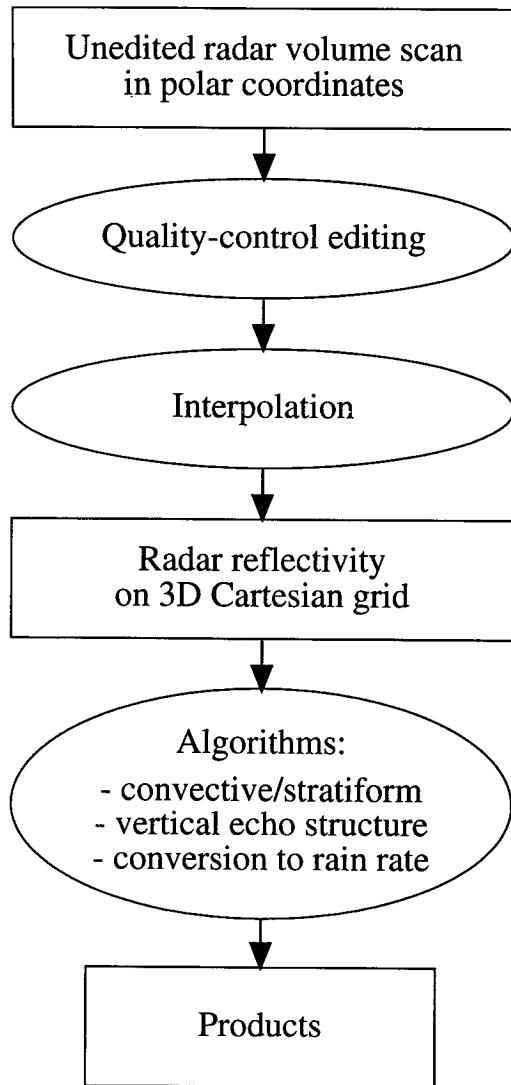 Unedited radar volume scan
in polar coordinates
Quality-control editing
Interpolation
Radar reflectivity
on 3D Cartesian grid
Algorithms:
- convective/stratiform
- vertical echo structure
- conversion to rain rate
Products